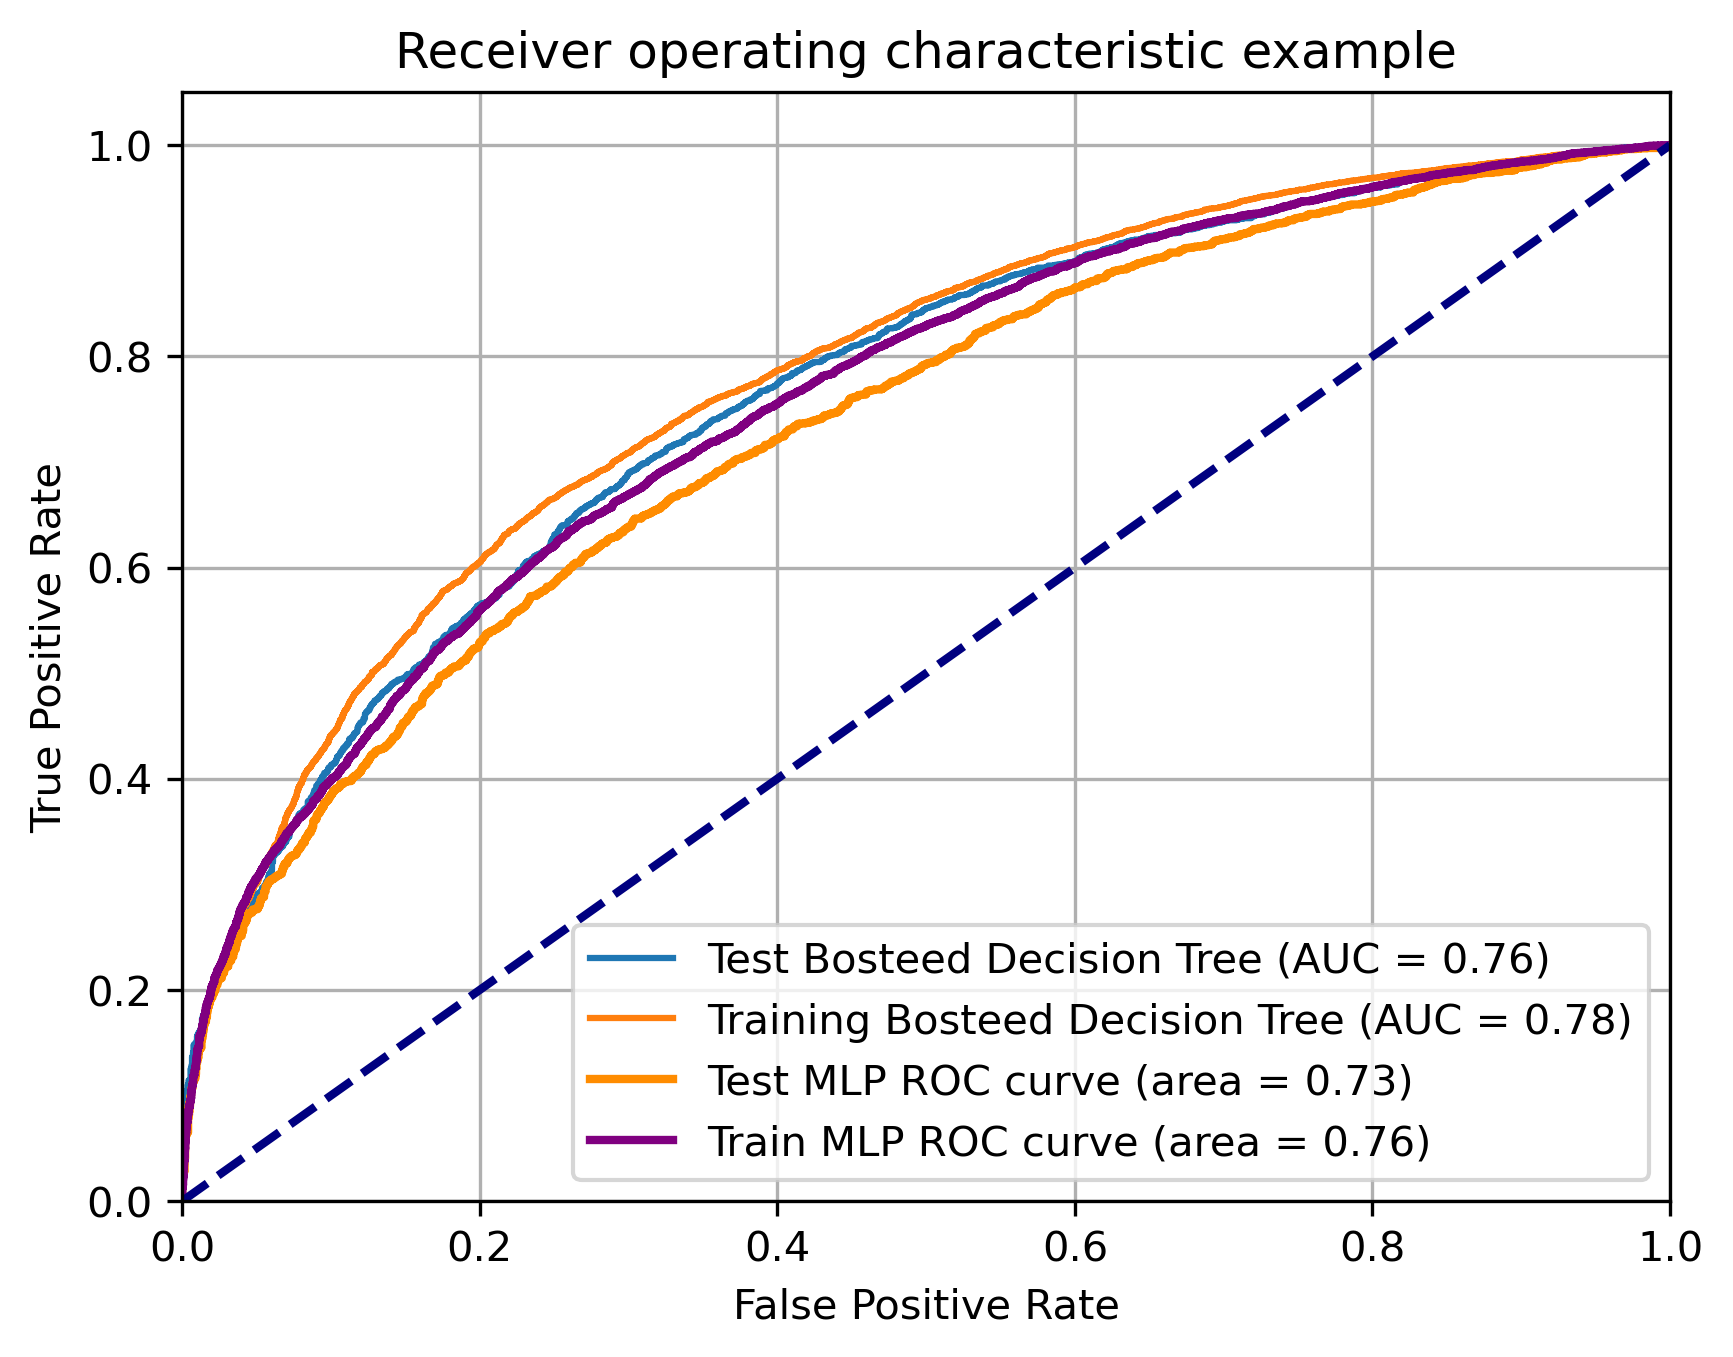 Receiver operating characteristic example
1.0
0.8
0.6
0.4
0.2
0.0
True Positive Rate
Test Bosteed Decision Tree (AUC = 0.76)
Training Bosteed Decision Tree (AUC = 0.78)
Test MLP ROC curve (area = 0.73)
Train MLP ROC curve (area = 0.76)
0.0 0.2 0.4 0.6 0.8 1.0
False Positive Rate